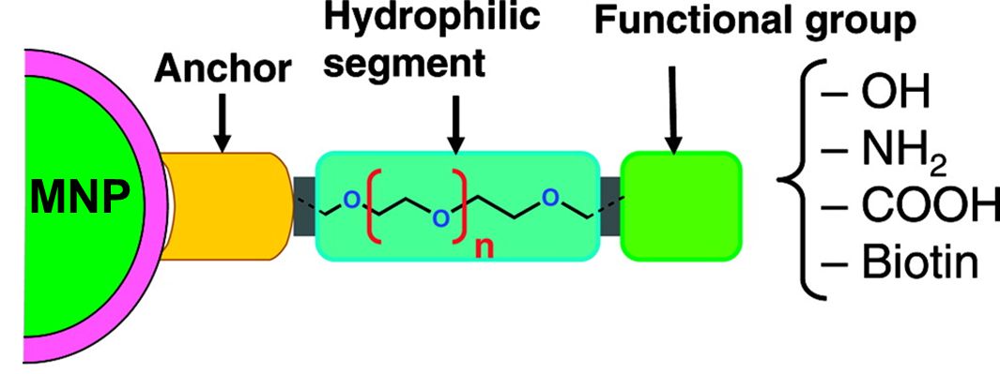 Hydrophilic
segment
Functional group
Anchor
MNP
O
O
n
O
– OH
– NH₂
– COOH
– Biotin